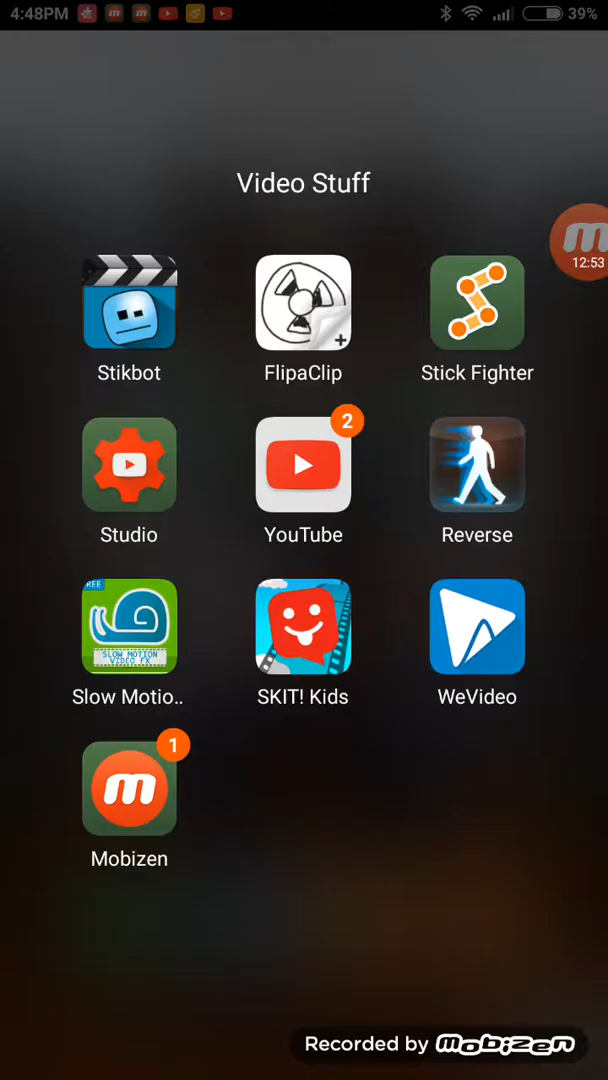 4:48PM 39%
Video Stuff
12:53
Stikbot FlipaClip Stick Fighter
2
Studio YouTube Reverse
FREE
SLOW MOTION
VIDEO FX
Slow Motio.. SKIT! Kids WeVideo
1
Mobizen
Recorded by mobizen